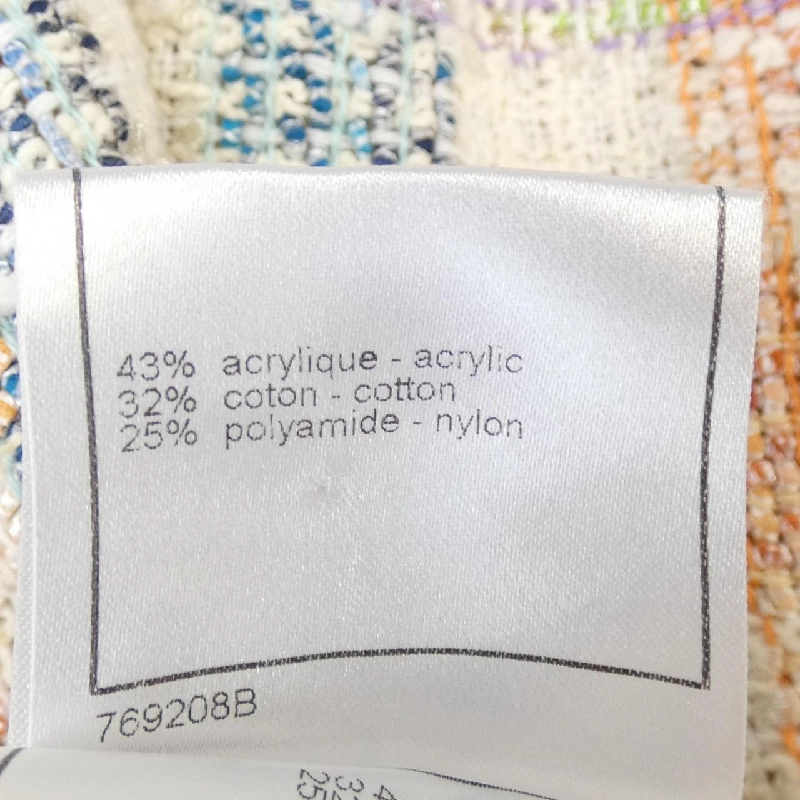 43% acrylique - acrylic
32% coton - cotton
25% polyamide - nylon
769208B